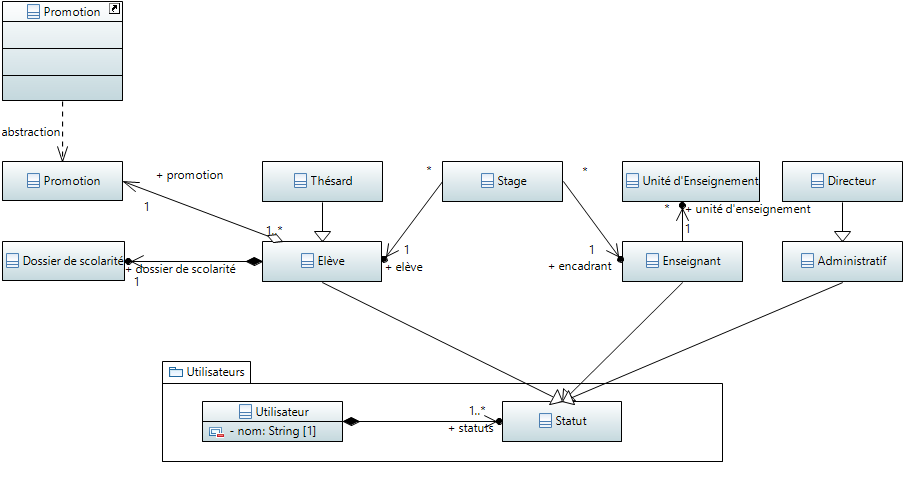 Promotion
abstraction
Promotion
+ promotion
1
Thésard
*
Stage
*
Unité d'Enseignement
Directeur
* + unité d'enseignement
1..*
1
1
1
Dossier de scolarité
+ dossier de scolarité
1
Elève
+ elève
+ encadrant
Enseignant
Administratif
Utilisateurs
Utilisateur
- nom: String [1]
1..*
+ statuts
Statut